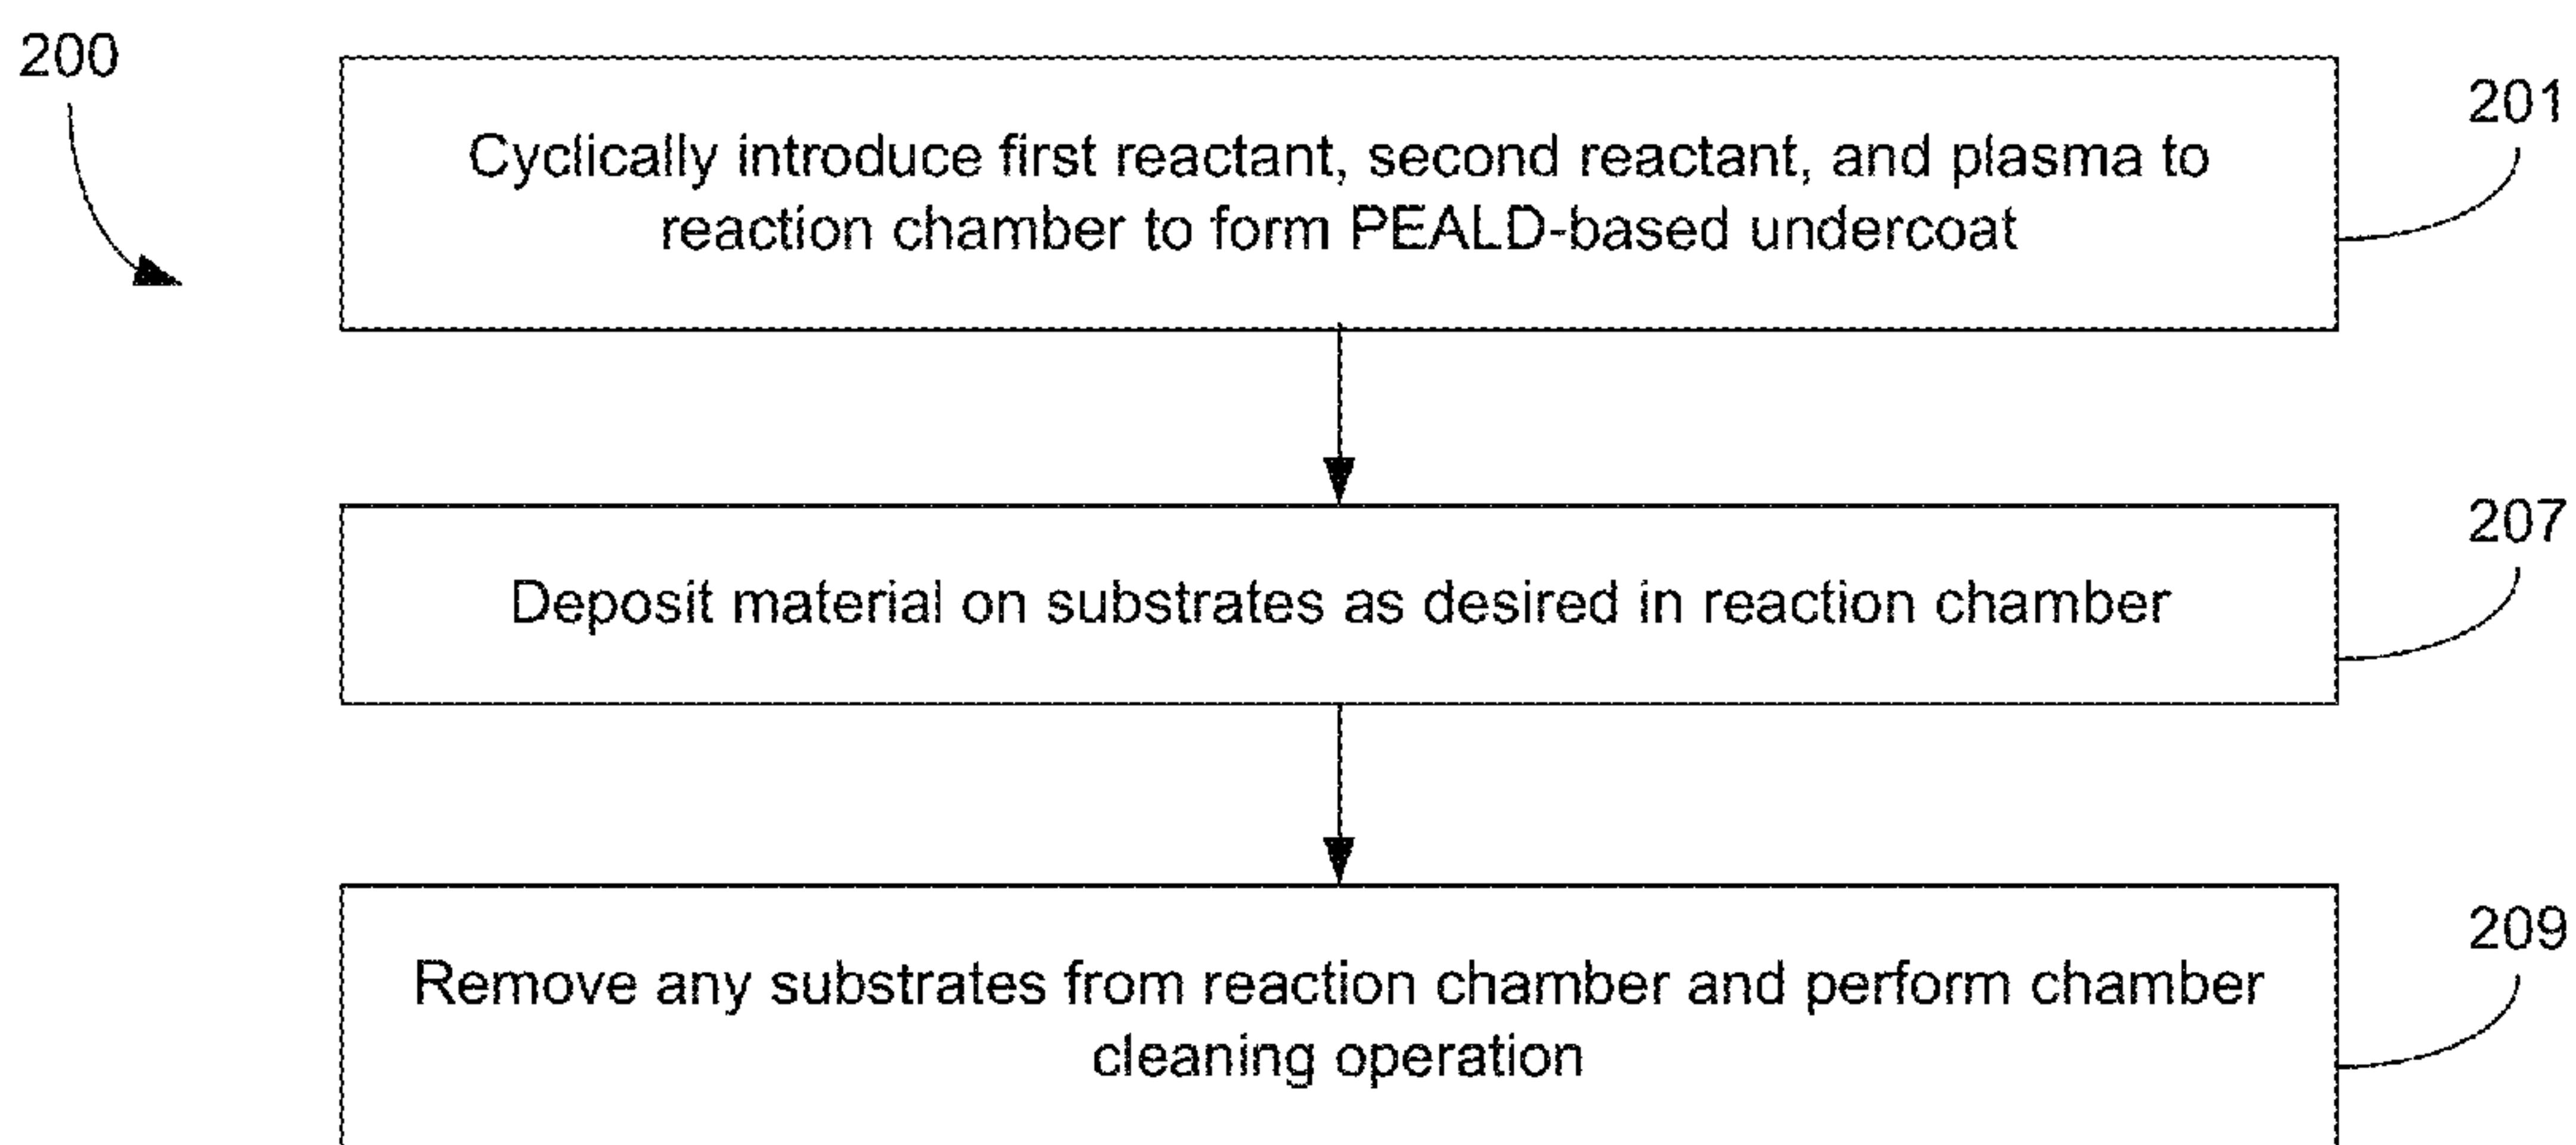 200
201
Cyclically introduce first reactant, second reactant, and plasma to
reaction chamber to form PEALD-based undercoat
207
Deposit material on substrates as desired in reaction chamber
209
Remove any substrates from reaction chamber and perform chamber
cleaning operation